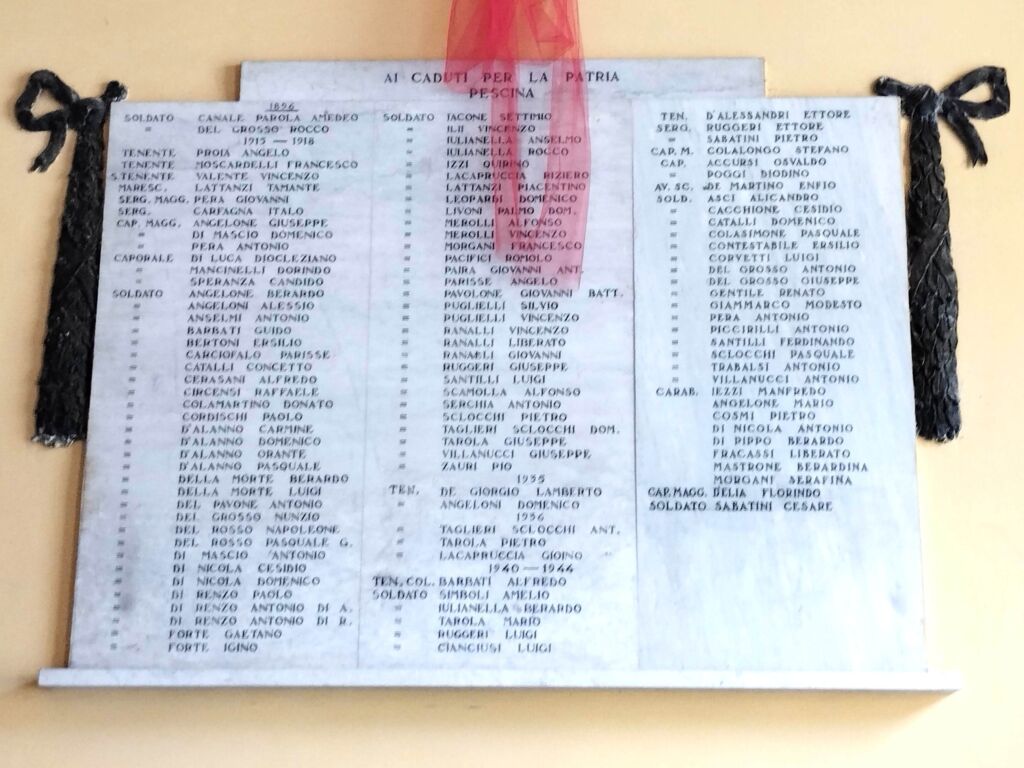 AI CADUTI PER LA PATRIA
PESCINA
1896
SOLDATO CANALE PAROLA AMEDEO
" DEL GROSSO ROCCO
1915 — 1918
TENENTE PROIA ANGELO
TENENTE MOSCARDELLI FRANCESCO
S.TENENTE VALENTE VINCENZO
MARESC. LATTANZI TAMANTE
SERG. MAGG. PERA GIOVANNI
SERG. CARFAGNA ITALO
CAP. MAGG. ANGELONE GIUSEPPE
" DI MASCIO DOMENICO
" PERA ANTONIO
CAPORALE DI LUCA DIOCLEZIANO
" MANCINELLI DORINDO
" SPERANZA CANDIDO
SOLDATO ANGELONE BERARDO
" ANGELONI ALESSIO
" ANSELMI ANTONIO
" BARBATI GUIDO
" BERTONI ERSILIO
" CARCIOFALO PARISSE
" CATALLI CONCETTO
" CERASANI ALFREDO
" CIRCENSI RAFFAELE
" COLAMARTINO DONATO
" CORDISCHI PAOLO
" D'ALANNO CARMINE
" D'ALANNO DOMENICO
" D'ALANNO ORANTE
" D'ALANNO PASQUALE
" DELLA MORTE BERARDO
" DELLA MORTE LUIGI
" DEL PAVONE ANTONIO
" DEL GROSSO NUNZIO
" DEL ROSSO NAPOLEONE
" DEL ROSSO PASQUALE G.
" DI MASCIO ANTONIO
" DI NICOLA CESIDIO
" DI NICOLA DOMENICO
" DI RENZO PAOLO
" DI RENZO ANTONIO DI A.
" DI RENZO ANTONIO DI R.
" FORTE GAETANO
" FORTE IGINO
SOLDATO IACONE SETTIMIO
" ILII VINCENZO
" IULIANELLA ANSELMO
" IULIANELLA ROCCO
" IZZI QUIRINO
" LACAPRUCCIA RIZIERO
" LATTANZI PIACENTINO
" LEOPARDI DOMENICO
" LIVONI PALMO DOM.
" MEROLLI ALFONSO
" MEROLLI VINCENZO
" MORGANI FRANCESCO
" PACIFICI ROMOLO
" PAIRA GIOVANNI ANT.
" PARISSE ANGELO
" PAVOLONE GIOVANNI BATT.
" PUGLIELLI SILVIO
" PUGLIELLI VINCENZO
" RANALLI VINCENZO
" RANALLI LIBERATO
" RANAELI GIOVANNI
" RUGGERI GIUSEPPE
" SANTILLI LUIGI
" SCAMOLLA ALFONSO
" SERCHIA ANTONIO
" SCLOCCHI PIETRO
" TAGLIERI SCLOCCHI DOM.
" TAROLA GIUSEPPE
" VILLANUCCI GIUSEPPE
" ZAURI PIO
1935
TEN. DE GIORGIO LAMBERTO
" ANGELONI DOMENICO
1936
" TAGLIERI SCLOCCHI ANT.
" TAROLA PIETRO
" LACAPRUCCIA GIOINO
1940 — 1944
TEN. COL. BARBATI ALFREDO
SOLDATO SIMBOLI AMELIO
" IULIANELLA BERARDO
" TAROLA MARIO
" RUGGERI LUIGI
" CIANCIUSI LUIGI
TEN. D'ALESSANDRI ETTORE
SERG. RUGGERI ETTORE
" SABATINI PIETRO
CAP. M. COLALONGO STEFANO
CAP. ACCURSI OSVALDO
" POGGI DIODINO
AV. SC. DE MARTINO ENFIO
SOLD. ASCI ALICANDRO
" CACCHIONE CESIDIO
" CATALLI DOMENICO
" COLASIMONE PASQUALE
" CONTESTABILE ERSILIO
" CORVETTI LUIGI
" DEL GROSSO ANTONIO
" DEL GROSSO GIUSEPPE
" GENTILE RENATO
" GIAMMARCO MODESTO
" PERA ANTONIO
" PICCIRILLI ANTONIO
" SANTILLI FERDINANDO
" SCLOCCHI PASQUALE
" TRABALSI ANTONIO
" VILLANUCCI ANTONIO
CARAB. IEZZI MANFREDO
ANGELONE MARIO
COSMI PIETRO
DI NICOLA ANTONIO
DI PIPPO BERARDO
FRACASSI LIBERATO
MASTRONE BERARDINA
MORGANI SERAFINA
CAP. MAGG. DELIA FLORINDO
SOLDATO SABATINI CESARE